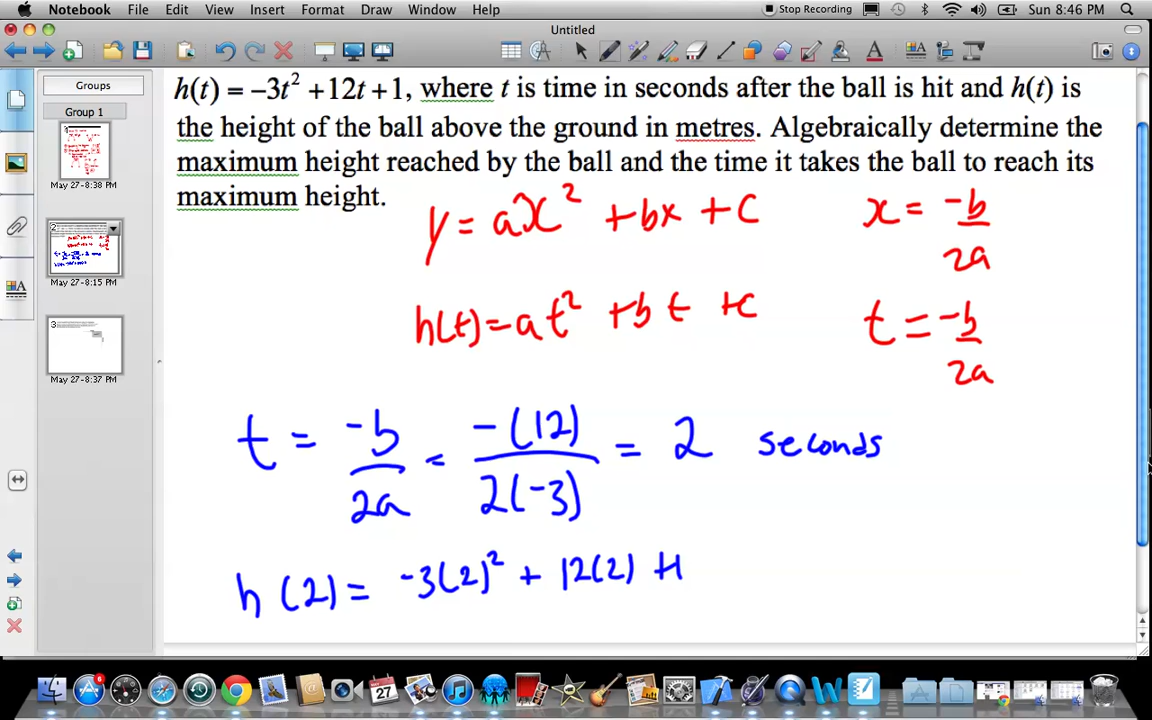 Notebook File Edit View Insert Format Draw Window Help Stop Recording Sun 8:46 PM
Untitled
Groups
Group 1
May 27-8:38 PM
2
May 27-8:15 PM
3
May 27-8:37 PM
h(t) = −3t² +12t +1, where t is time in seconds after the ball is hit and h(t) is
the height of the ball above the ground in metres. Algebraically determine the
maximum height reached by the ball and the time it takes the ball to reach its
maximum height.
y = ax² +bx +c x = -b/2a
h(t)=at² +bt +c t = -b/2a
t = -b/2a = -(12)/2(-3) = 2 seconds
h(2) = -3(2)² + 12(2) +1